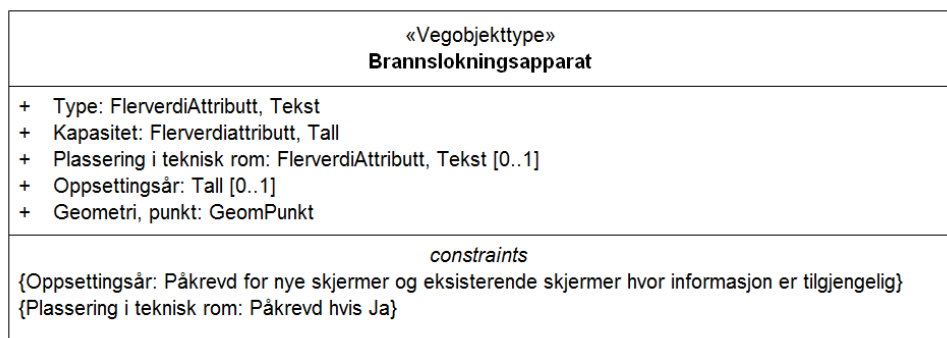 «Vegobjekttype»
Brannslokningsapparat
+ Type: FlerverdiAttributt, Tekst
+ Kapasitet: Flerverdiattributt, Tall
+ Plassering i teknisk rom: FlerverdiAttributt, Tekst [0..1]
+ Oppsettingsår: Tall [0..1]
+ Geometri, punkt: GeomPunkt
constraints
{Oppsettingsår: Påkrevd for nye skjermer og eksisterende skjermer hvor informasjon er tilgjengelig}
{Plassering i teknisk rom: Påkrevd hvis Ja}